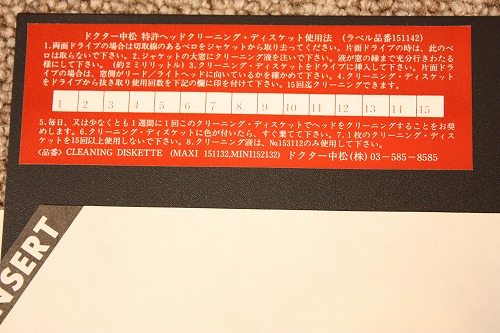 ドクター中松 特許ヘッドクリーニング・ディスケット使用法 (ラベル品番151142)
1.両面ドライブの場合は切取線のあるベロをジャケットから取り去ってください。片面ドライブの時は、此のベ
ロは取らないで下さい。2.ジャケットの大窓にクリーニング液を注いで下さい。液が窓の縁まで充分行きわたる
様にして下さい。(約2ミリリットル) 3.クリーニング・ディスケットをドライブに挿入して下さい。片面ドラ
イブの場合は、窓側がリード/ライトヘッドに向いているかを確かめて下さい。4.クリーニング・ディスケット
をドライブから抜き取り使用回数を下記の欄に印を付けて下さい。15回迄クリーニングできます。
1 2 3 4 5 6 7 8 9 10 11 12 13 14 15
5.毎日、又は少なくとも1週間に1回このクリーニング・ディスケットでヘッドをクリーニングすることをお奨
めします。6.クリーニング・ディスケットに色が付いたら、すぐ棄てて下さい。7.1枚のクリーニング・ディス
ケットを15回以上使用しないで下さい。8.クリーニング液は、No153112のみ使用して下さい。
〈品番〉CLEANING DISKETTE (MAXI 151132,MINI152132) ドクター中松(株) 03-585-8585
INSERT